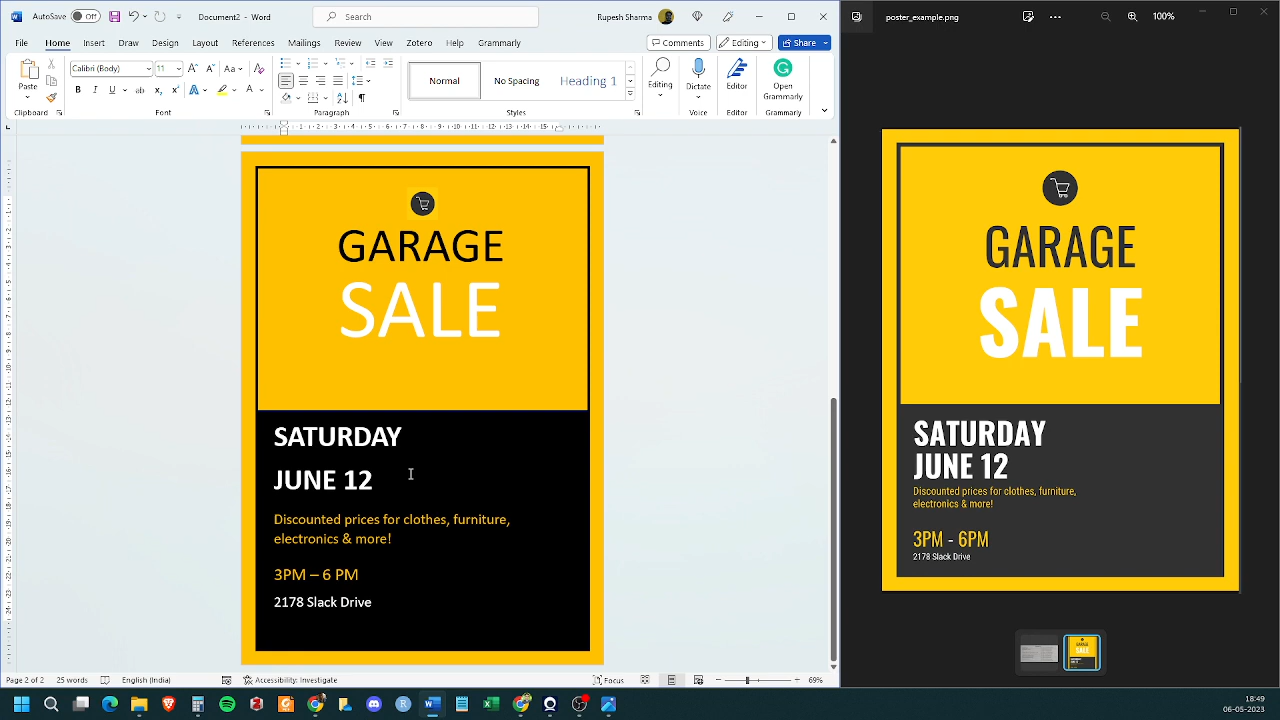 AutoSave Off Document2 - Word Search Rupesh Sharma
File Home Insert Draw Design Layout References Mailings Review View Help Grammarly Comments Editing Share
Paste Calibri (Body) 11 Aa Normal No Spacing Heading 1 Editing Dictate Editor Open Grammarly
Clipboard Font Paragraph Styles Voice Editor Grammarly
GARAGE
SALE
SATURDAY
JUNE 12
Discounted prices for clothes, furniture,
electronics & more!
3PM – 6 PM
2178 Slack Drive
Page 2 of 2 25 words English (India) Accessibility: Investigate Focus 69%
poster_example.png 100%
GARAGE
SALE
SATURDAY
JUNE 12
Discounted prices for clothes, furniture,
electronics & more!
3PM - 6PM
2178 Slack Drive
18:49
06-05-2023